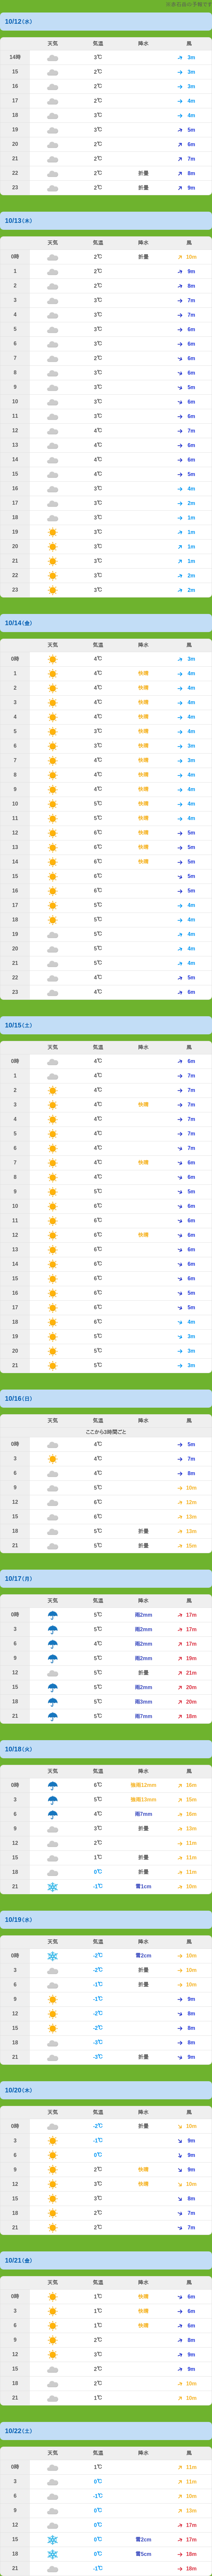 10/12(水)
天気 気温 降水 風
14時 3℃ 3m
15 2℃ 3m
16 2℃ 3m
17 2℃ 4m
18 3℃ 4m
19 3℃ 5m
20 2℃ 6m
21 2℃ 7m
22 2℃ 折曇 8m
23 2℃ 折曇 9m
10/13(木)
天気 気温 降水 風
0時 2℃ 折曇 10m
1 2℃ 9m
2 2℃ 8m
3 3℃ 7m
4 3℃ 7m
5 3℃ 6m
6 3℃ 6m
7 2℃ 6m
8 3℃ 6m
9 3℃ 5m
10 3℃ 6m
11 3℃ 6m
12 4℃ 7m
13 4℃ 6m
14 4℃ 6m
15 4℃ 5m
16 3℃ 4m
17 3℃ 2m
18 3℃ 1m
19 3℃ 1m
20 3℃ 1m
21 3℃ 1m
22 3℃ 2m
23 3℃ 2m
10/14(金)
天気 気温 降水 風
0時 4℃ 3m
1 4℃ 快晴 4m
2 4℃ 快晴 4m
3 4℃ 快晴 4m
4 4℃ 快晴 4m
5 3℃ 快晴 4m
6 3℃ 快晴 3m
7 4℃ 快晴 3m
8 4℃ 快晴 4m
9 4℃ 快晴 4m
10 5℃ 快晴 4m
11 5℃ 快晴 4m
12 6℃ 快晴 5m
13 6℃ 快晴 5m
14 6℃ 快晴 5m
15 6℃ 5m
16 6℃ 5m
17 5℃ 4m
18 5℃ 4m
19 5℃ 4m
20 5℃ 4m
21 5℃ 4m
22 4℃ 5m
23 4℃ 6m
10/15(土)
天気 気温 降水 風
0時 4℃ 6m
1 4℃ 7m
2 4℃ 7m
3 4℃ 快晴 7m
4 4℃ 7m
5 4℃ 7m
6 4℃ 7m
7 4℃ 快晴 6m
8 4℃ 6m
9 5℃ 5m
10 6℃ 6m
11 6℃ 6m
12 6℃ 快晴 6m
13 6℃ 6m
14 6℃ 6m
15 6℃ 6m
16 6℃ 5m
17 6℃ 5m
18 6℃ 4m
19 5℃ 3m
20 5℃ 3m
21 5℃ 3m
10/16(日)
天気 気温 降水 風
ここから3時間ごと
0時 4℃ 5m
3 4℃ 7m
6 4℃ 8m
9 5℃ 10m
12 6℃ 12m
15 6℃ 13m
18 5℃ 折曇 13m
21 5℃ 折曇 15m
10/17(月)
天気 気温 降水 風
0時 5℃ 雨2mm 17m
3 5℃ 雨2mm 17m
6 4℃ 雨2mm 17m
9 5℃ 雨2mm 19m
12 5℃ 折曇 21m
15 5℃ 雨2mm 20m
18 5℃ 雨3mm 20m
21 5℃ 雨7mm 18m
10/18(火)
天気 気温 降水 風
0時 6℃ 強雨12mm 16m
3 5℃ 強雨13mm 15m
6 4℃ 雨7mm 16m
9 3℃ 折曇 13m
12 2℃ 11m
15 1℃ 折曇 11m
18 0℃ 折曇 11m
21 -1℃ 雪1cm 10m
10/19(水)
天気 気温 降水 風
0時 -2℃ 雪2cm 10m
3 -2℃ 折曇 10m
6 -1℃ 折曇 10m
9 -1℃ 9m
12 -2℃ 8m
15 -2℃ 8m
18 -3℃ 8m
21 -3℃ 折曇 9m
10/20(木)
天気 気温 降水 風
0時 -2℃ 折曇 10m
3 -1℃ 9m
6 0℃ 9m
9 2℃ 快晴 9m
12 3℃ 快晴 10m
15 3℃ 8m
18 2℃ 7m
21 2℃ 7m
10/21(金)
天気 気温 降水 風
0時 1℃ 快晴 6m
3 1℃ 快晴 6m
6 1℃ 快晴 6m
9 2℃ 8m
12 3℃ 9m
15 2℃ 9m
18 2℃ 10m
21 1℃ 10m
10/22(土)
天気 気温 降水 風
0時 1℃ 11m
3 0℃ 11m
6 -1℃ 10m
9 0℃ 13m
12 0℃ 17m
15 0℃ 雪2cm 17m
18 0℃ 雪5cm 18m
21 -1℃ 18m